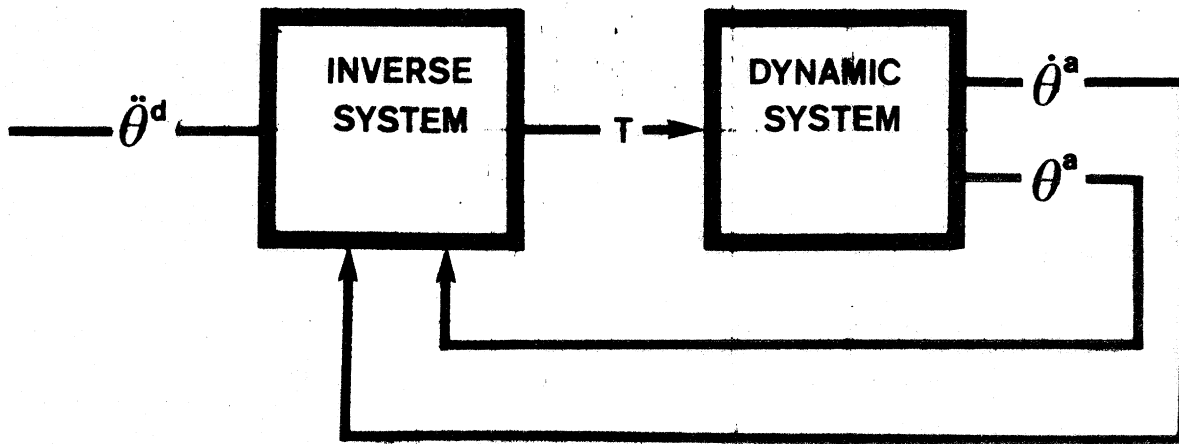 INVERSE
SYSTEM
DYNAMIC
SYSTEM
θ̈ᵈ
T
θ̇ᵃ
θᵃ